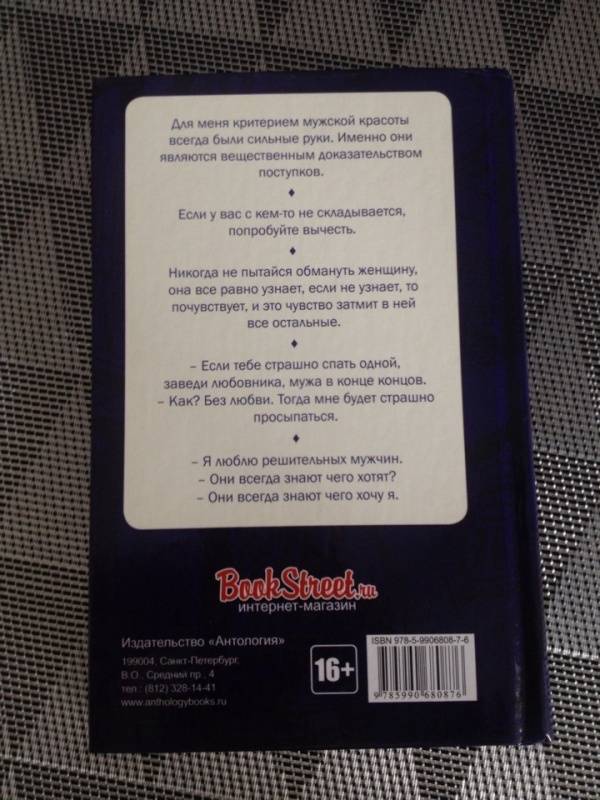 Для меня критерием мужской красоты
всегда были сильные руки. Именно они
являются вещественным доказательством
поступков.
Если у вас с кем-то не складывается,
попробуйте вычесть.
Никогда не пытайся обмануть женщину,
она все равно узнает, если не узнает, то
почувствует, и это чувство затмит в ней
все остальные.
– Если тебе страшно спать одной,
заведи любовника, мужа в конце концов.
– Как? Без любви. Тогда мне будет страшно
просыпаться.
– Я люблю решительных мужчин.
– Они всегда знают чего хотят?
– Они всегда знают чего хочу я.
BookStreet.ru
интернет-магазин
Издательство «Антология»
199004, Санкт-Петербург,
В.О., Средний пр., 4
тел.: (812) 328-14-41
www.anthologybooks.ru
16+
ISBN 978-5-9906808-7-6
9 785990 680876